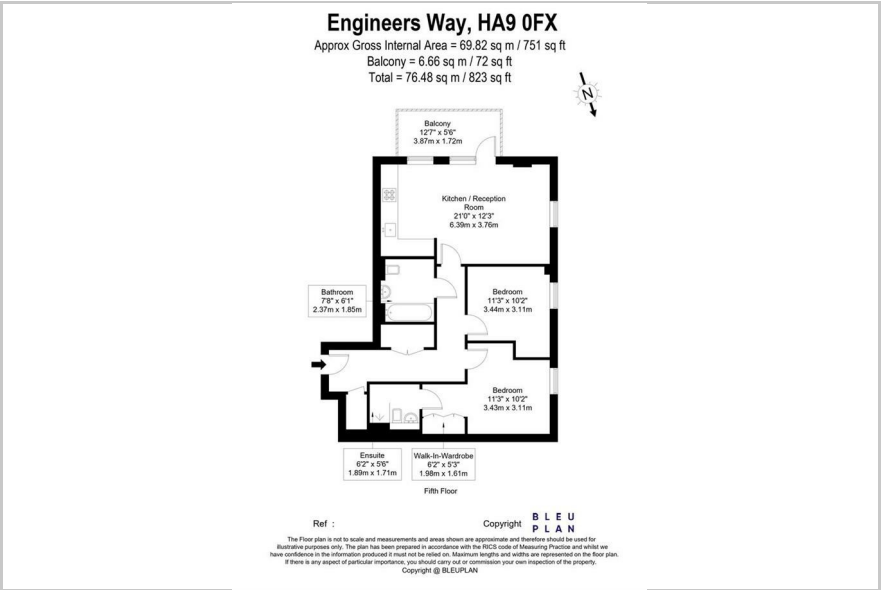 Engineers Way, HA9 0FX
Approx Gross Internal Area = 69.82 sq m / 751 sq ft
Balcony = 6.66 sq m / 72 sq ft
Total = 76.48 sq m / 823 sq ft
N
Balcony
12'7" x 5'6"
3.87m x 1.72m
Kitchen / Reception
Room
21'0" x 12'3"
6.39m x 3.76m
Bathroom
7'8" x 6'1"
2.37m x 1.85m
Bedroom
11'3" x 10'2"
3.44m x 3.11m
Bedroom
11'3" x 10'2"
3.43m x 3.11m
Ensuite
6'2" x 5'6"
1.89m x 1.71m
Walk-In-Wardrobe
6'2" x 5'3"
1.98m x 1.61m
Fifth Floor
Ref :
Copyright
BLEU
PLAN
The Floor plan is not to scale and measurements and areas shown are approximate and therefore should be used for
illustrative purposes only. The plan has been prepared in accordance with the RICS code of Measuring Practice and whilst we
have confidence in the information produced it must not be relied on. Maximum lengths and widths are represented on the floor plan.
If there is any aspect of particular importance, you should carry out or commission your own inspection of the property.
Copyright @ BLEUPLAN